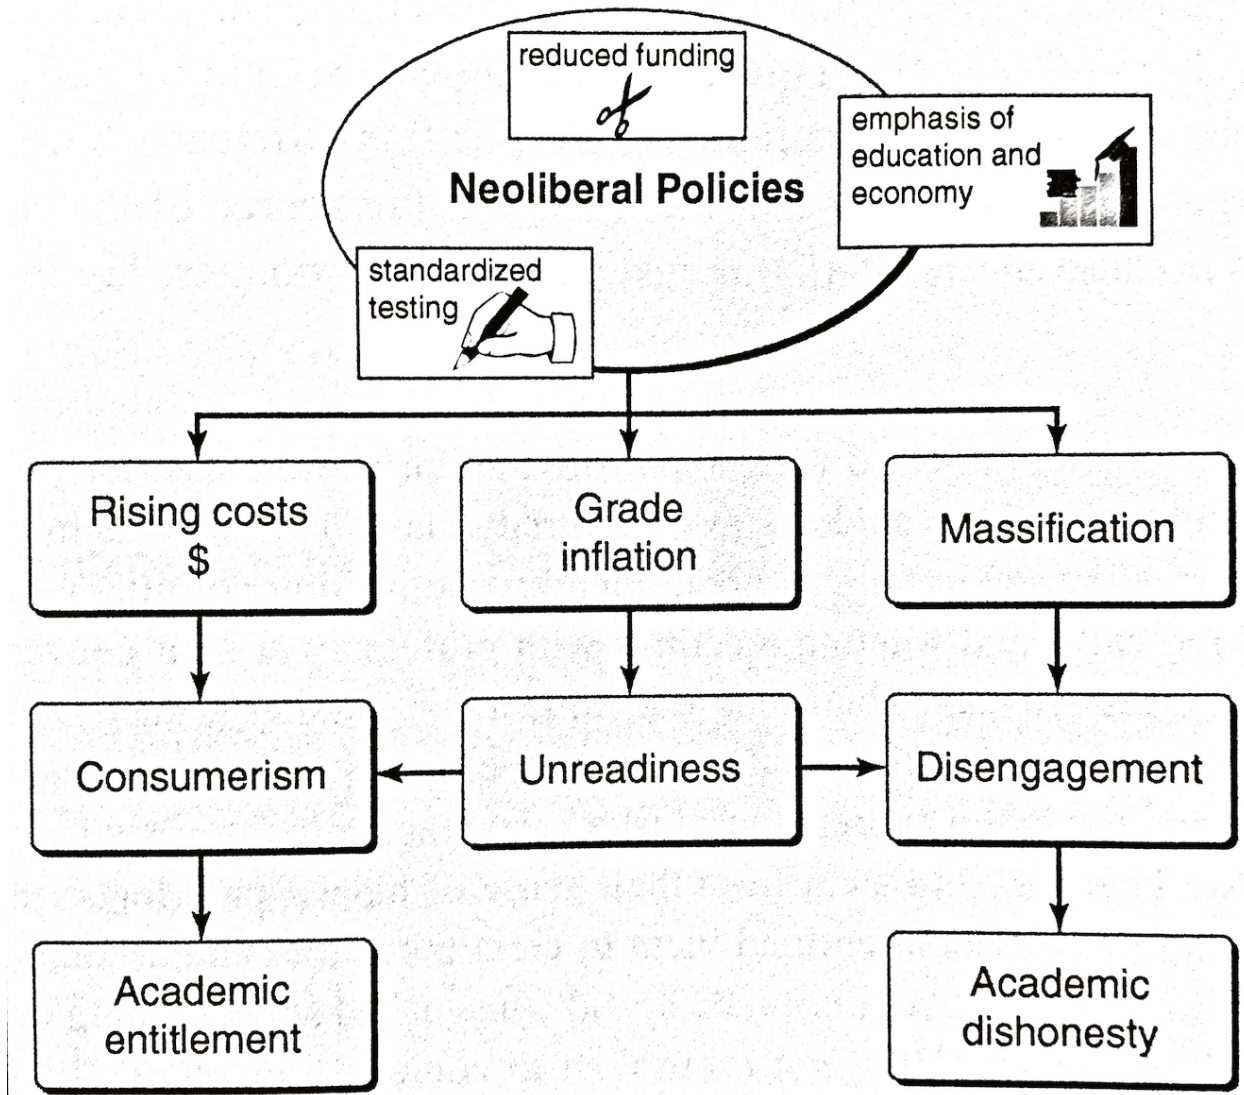 reduced funding
emphasis of
education and
economy
Neoliberal Policies
standardized
testing
Rising costs
$
Grade
inflation
Massification
Consumerism
Unreadiness
Disengagement
Academic
entitlement
Academic
dishonesty